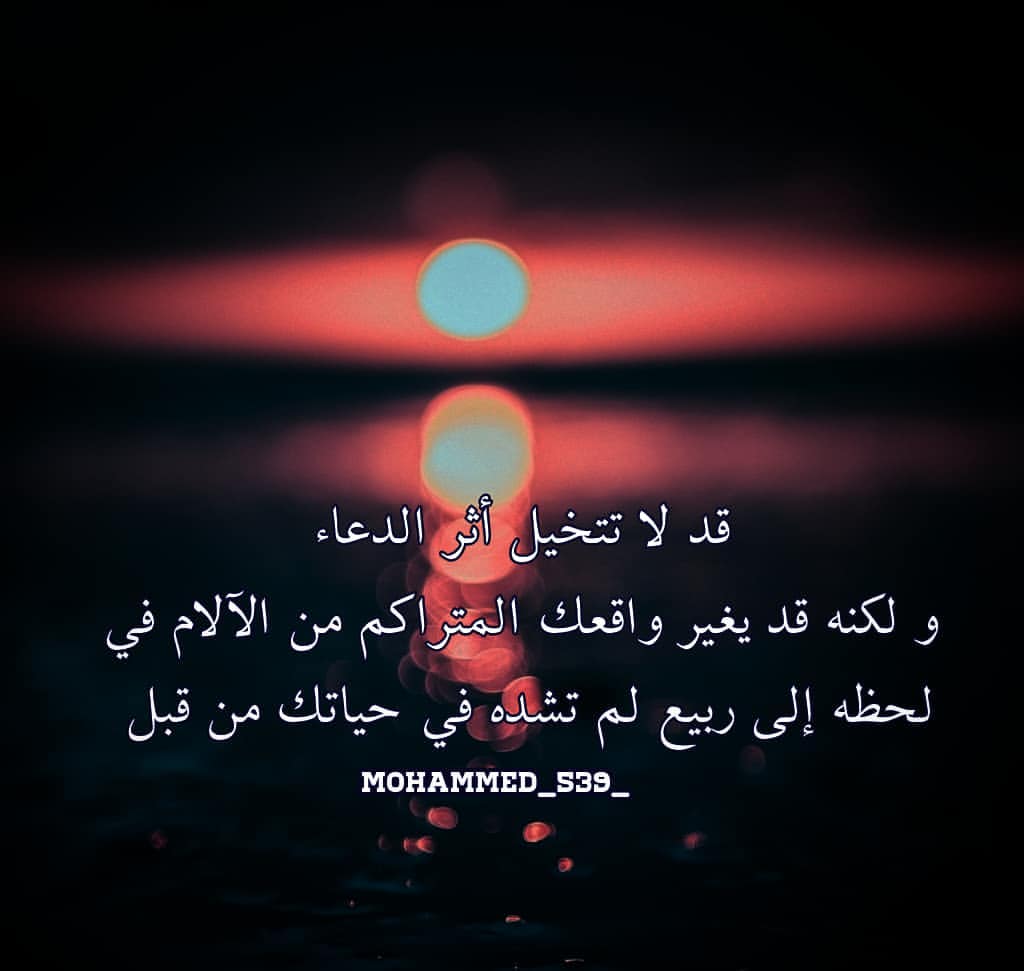 قد لا تتخيل أثر الدعاء
و لكنه قد يغير واقعك المتراكم من الآلام في
لحظه إلى ربيع لم تشده في حياتك من قبل
MOHAMMED_539_